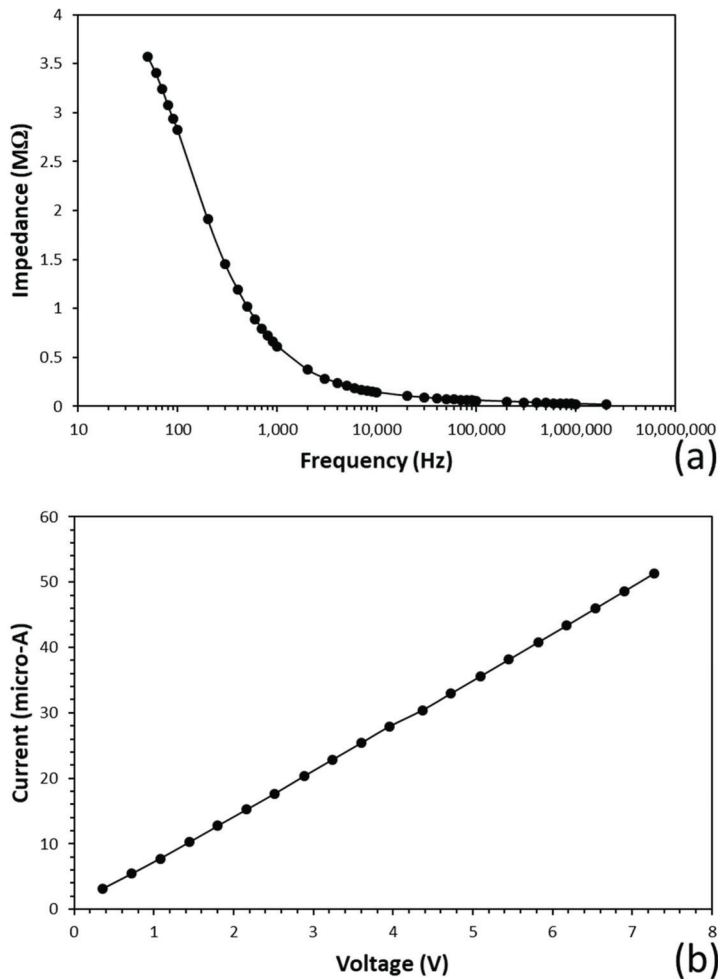 4
3.5
3
2.5
2
1.5
1
0.5
0
Impedance (MΩ)
10 100 1,000 10,000 100,000 1,000,000 10,000,000
Frequency (Hz)
(a)
60
50
40
30
20
10
0
Current (micro-A)
0 1 2 3 4 5 6 7 8
Voltage (V)
(b)